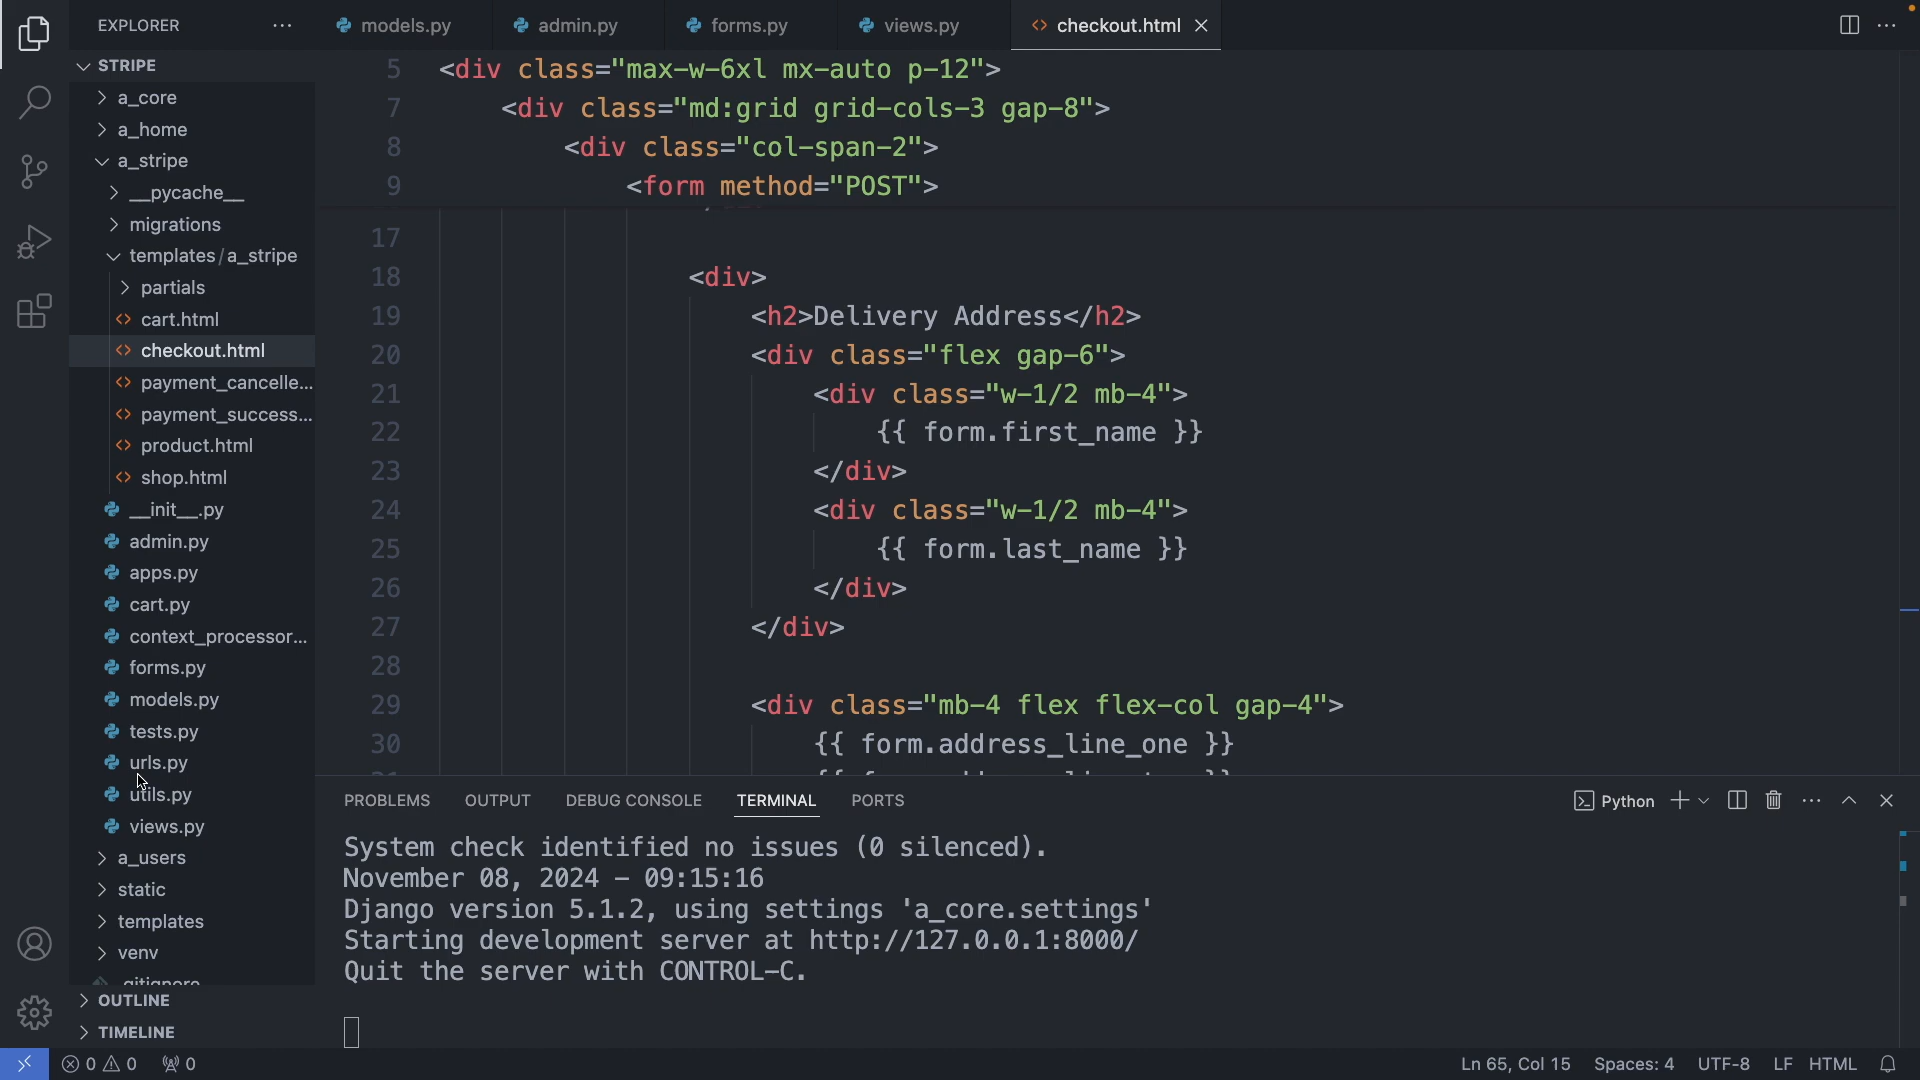 EXPLORER
models.py
admin.py
forms.py
views.py
checkout.html
STRIPE
a_core
a_home
a_stripe
__pycache__
migrations
templates/a_stripe
partials
cart.html
checkout.html
payment_cancelle...
payment_success...
product.html
shop.html
__init__.py
admin.py
apps.py
cart.py
context_processor...
forms.py
models.py
tests.py
urls.py
utils.py
views.py
a_users
static
templates
venv
.gitignore
OUTLINE
TIMELINE
5 <div class="max-w-6xl mx-auto p-12">
7 <div class="md:grid grid-cols-3 gap-8">
8 <div class="col-span-2">
9 <form method="POST">
17
18 <div>
19 <h2>Delivery Address</h2>
20 <div class="flex gap-6">
21 <div class="w-1/2 mb-4">
22 {{ form.first_name }}
23 </div>
24 <div class="w-1/2 mb-4">
25 {{ form.last_name }}
26 </div>
27 </div>
28
29 <div class="mb-4 flex flex-col gap-4">
30 {{ form.address_line_one }}
PROBLEMS OUTPUT DEBUG CONSOLE TERMINAL PORTS
Python
System check identified no issues (0 silenced).
November 08, 2024 - 09:15:16
Django version 5.1.2, using settings 'a_core.settings'
Starting development server at http://127.0.0.1:8000/
Quit the server with CONTROL-C.
0 0 0
Ln 65, Col 15 Spaces: 4 UTF-8 LF HTML